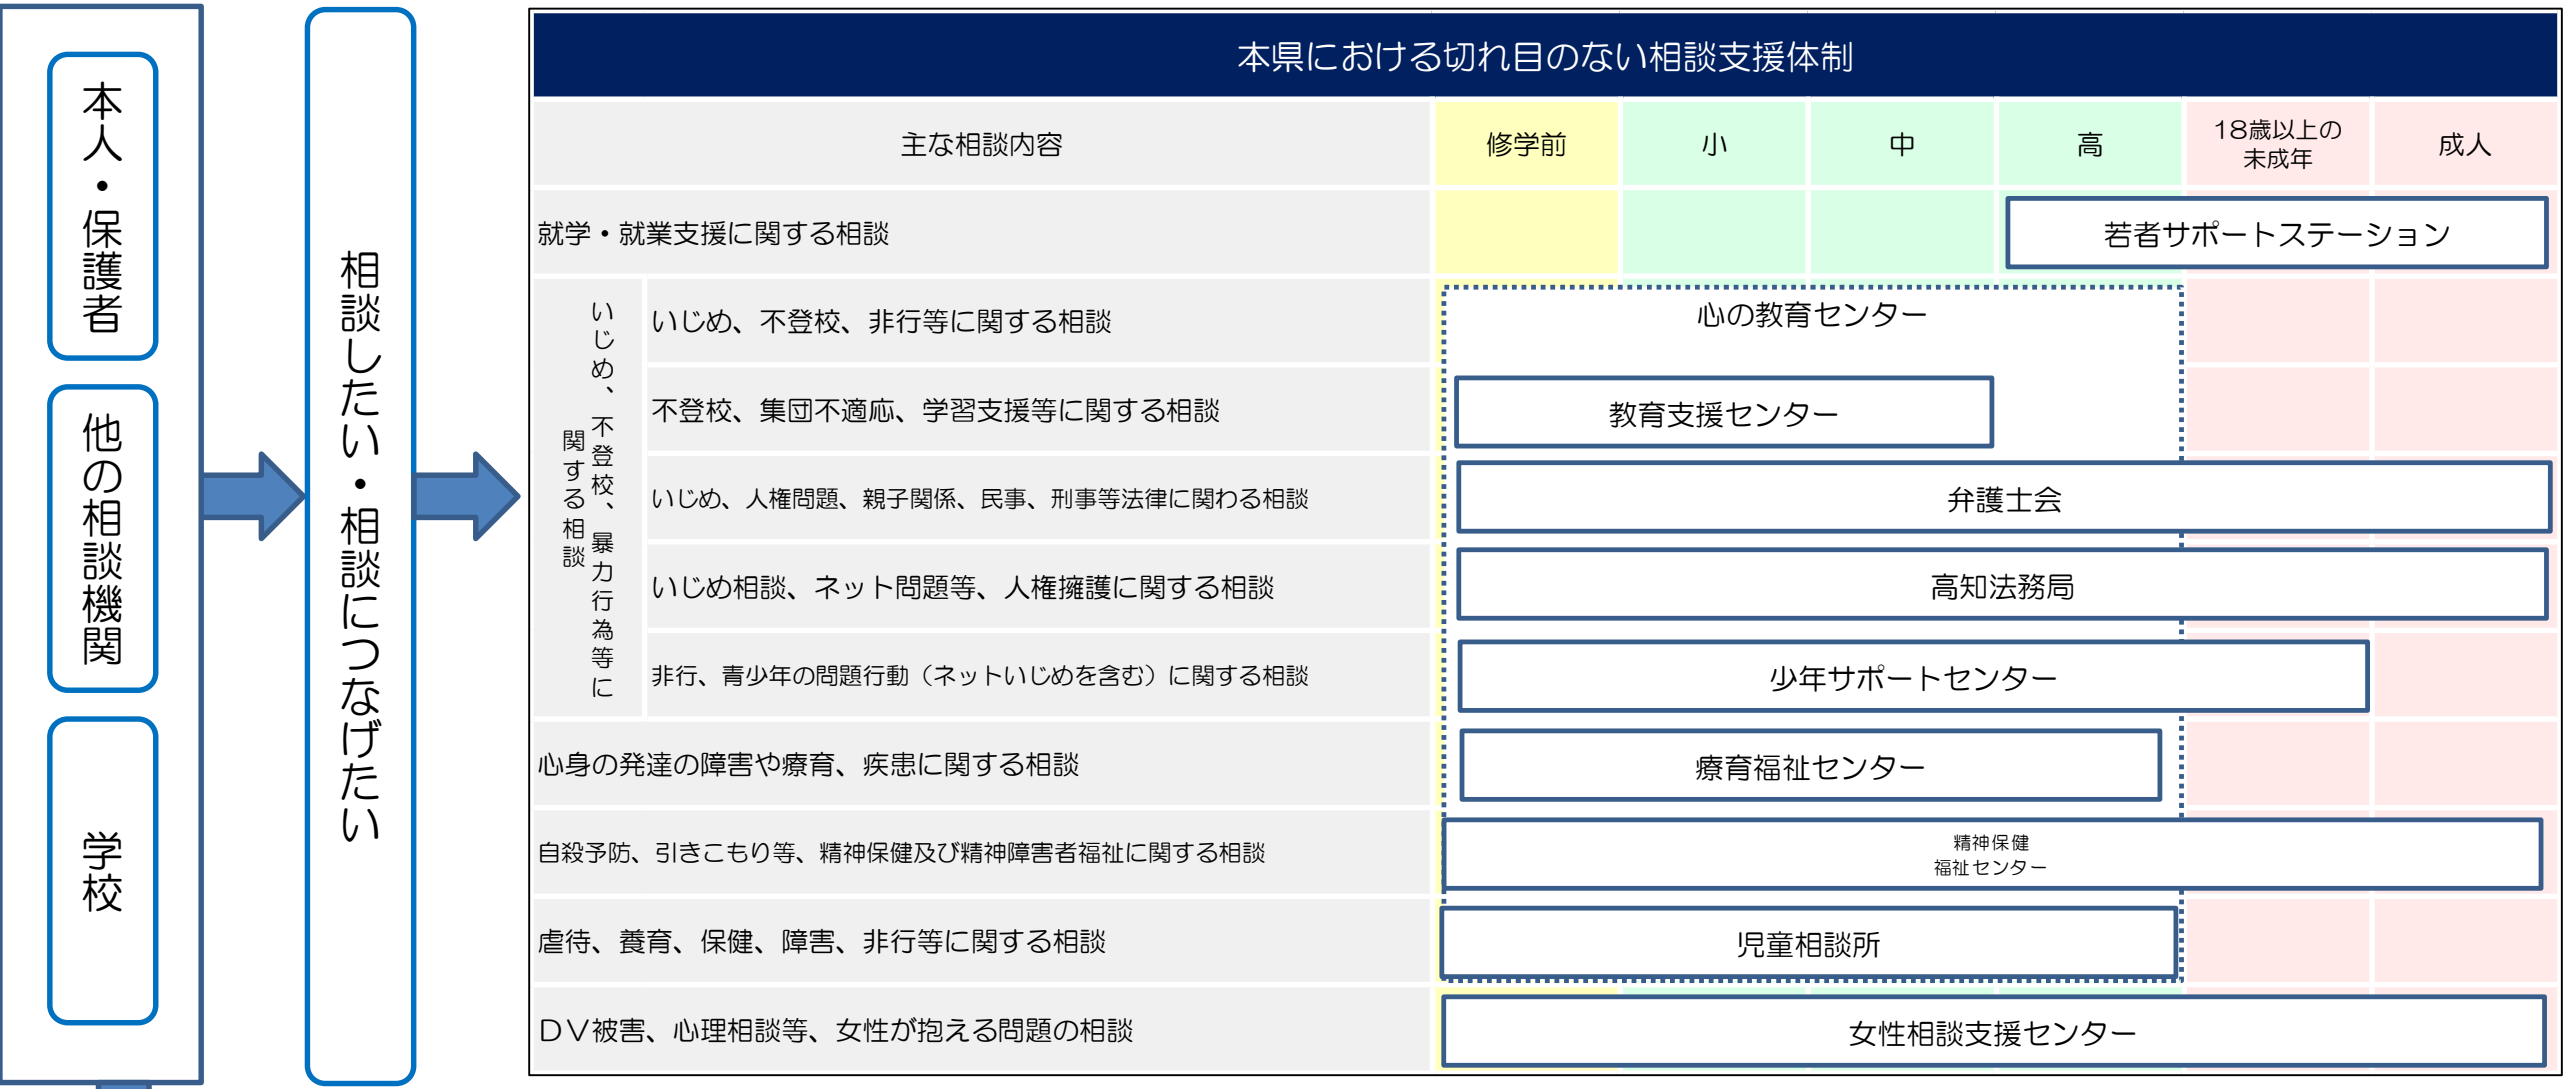 本人・保護者
他の相談機関
学校
相談したい・相談につなげたい
本県における切れ目のない相談支援体制
主な相談内容
修学前
小
中
高
18歳以上の
未成年
成人
就学・就業支援に関する相談
若者サポートステーション
いじめ、不登校、暴力行為等に
関する相談
いじめ、不登校、非行等に関する相談
心の教育センター
不登校、集団不適応、学習支援等に関する相談
教育支援センター
いじめ、人権問題、親子関係、民事、刑事等法律に関わる相談
弁護士会
いじめ相談、ネット問題等、人権擁護に関する相談
高知法務局
非行、青少年の問題行動（ネットいじめを含む）に関する相談
少年サポートセンター
心身の発達の障害や療育、疾患に関する相談
療育福祉センター
自殺予防、引きこもり等、精神保健及び精神障害者福祉に関する相談
精神保健
福祉センター
虐待、養育、保健、障害、非行等に関する相談
児童相談所
ＤＶ被害、心理相談等、女性が抱える問題の相談
女性相談支援センター